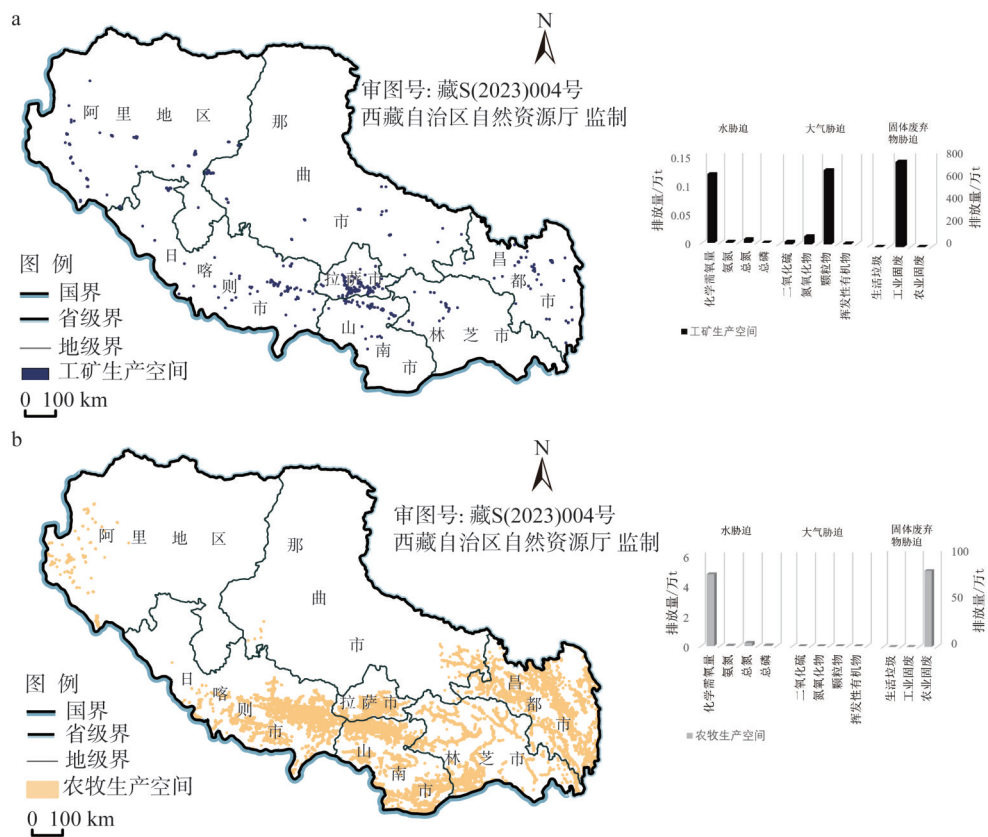 a
N
审图号: 藏S(2023)004号
西藏自治区自然资源厅 监制
阿 里 地 区
那
曲
市
日
喀
则
市
拉萨市
山
南
市
林 芝 市
昌
都
市
图 例
国界
省级界
地级界
工矿生产空间
0 100 km
水胁迫
大气胁迫
固体废弃
物胁迫
排放量/万t
0.15
0.1
0.05
0
800
600
400
200
0
排放量/万t
化学需氧量
氨氮
总氮
总磷
二氧化硫
氮氧化物
颗粒物
挥发性有机物
生活垃圾
工业固废
农业固废
工矿生产空间
b
N
审图号: 藏S(2023)004号
西藏自治区自然资源厅 监制
阿 里 地 区
那
曲
市
日
喀
则
市
拉萨市
山
南
市
林 芝 市
昌
都
市
图 例
国界
省级界
地级界
农牧生产空间
0 100 km
水胁迫
大气胁迫
固体废弃
物胁迫
排放量/万t
6
4
2
0
100
50
0
排放量/万t
化学需氧量
氨氮
总氮
总磷
二氧化硫
氮氧化物
颗粒物
挥发性有机物
生活垃圾
工业固废
农业固废
农牧生产空间